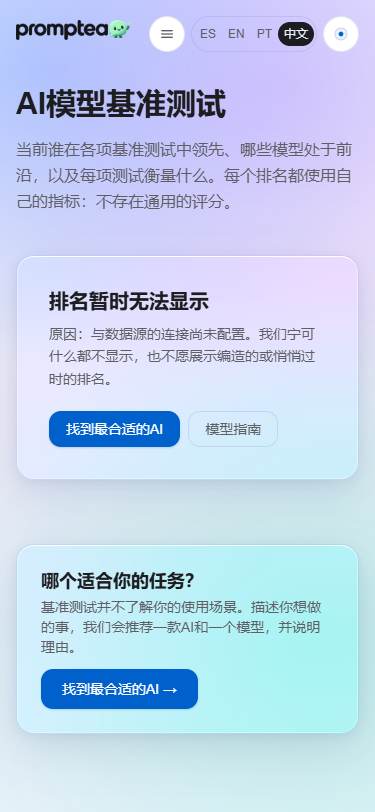 promptea
ES EN PT 中文
AI模型基准测试
当前谁在各项基准测试中领先、哪些模型处于前
沿，以及每项测试衡量什么。每个排名都使用自
己的指标：不存在通用的评分。
排名暂时无法显示
原因：与数据源的连接尚未配置。我们宁可
什么都不显示，也不愿展示编造的或悄悄过
时的排名。
找到最合适的AI 模型指南
哪个适合你的任务？
基准测试并不了解你的使用场景。描述你想做
的事，我们会推荐一款AI和一个模型，并说明
理由。
找到最合适的AI →